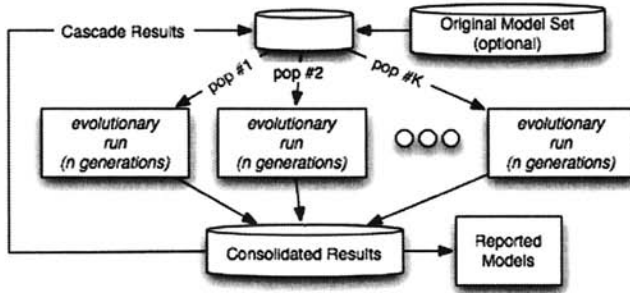 Cascade Results
Original Model Set
(optional)
pop #1
pop #2
pop #K
evolutionary
run
(n generations)
evolutionary
run
(n generations)
evolutionary
run
(n generations)
Consolidated Results
Reported
Models